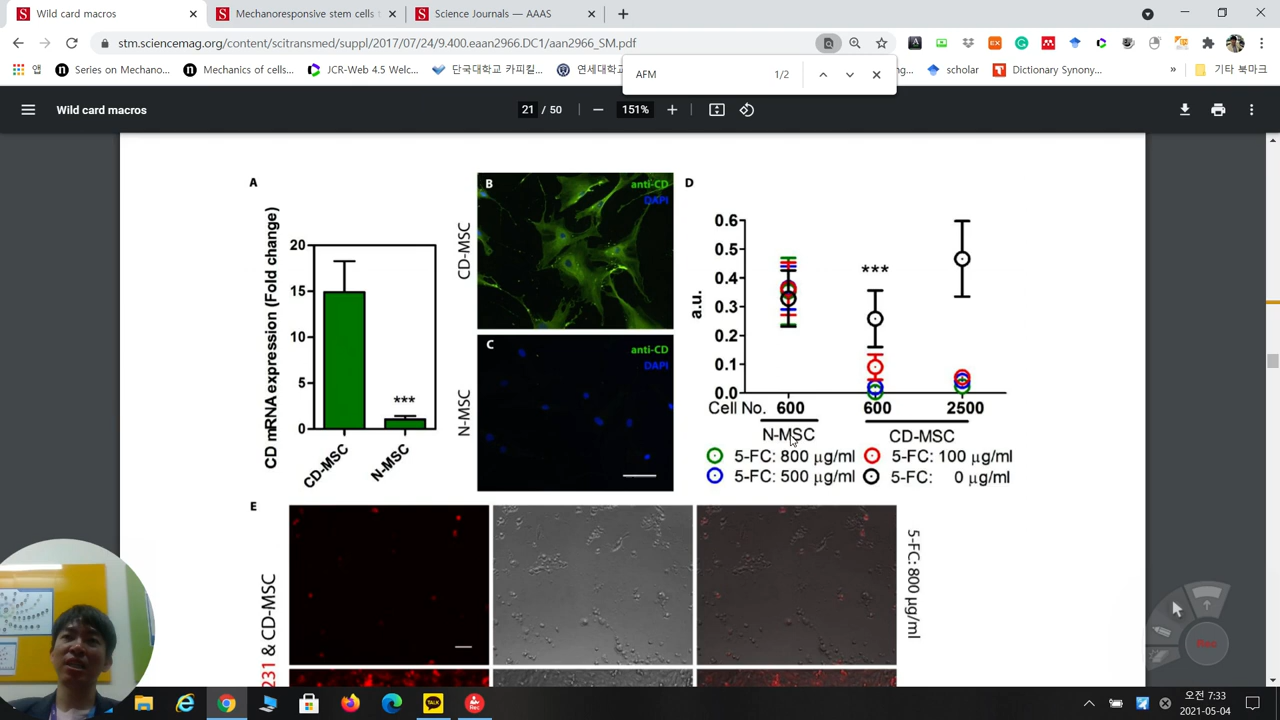 Wild card macros
Mechanoresponsive stem cells t
Science Journals — AAAS
stm.sciencemag.org/content/scitransmed/suppl/2017/07/24/9.400.eaan2966.DC1/aan2966_SM.pdf
앱
Series on Mechano...
Mechanics of cells...
JCR-Web 4.5 Welc...
단국대학교 카피킬...
연세대학
ng...
scholar
Dictionary Synony...
»
기타 북마크
AFM
1/2
Wild card macros
21 / 50
151%
A
CD mRNA expression (Fold change)
20
15
10
5
0
***
CD-MSC
N-MSC
B
anti-CD
DAPI
CD-MSC
C
anti-CD
DAPI
N-MSC
D
a.u.
0.6
0.5
0.4
0.3
0.2
0.1
0.0
***
Cell No. 600 600 2500
N-MSC CD-MSC
5-FC: 800 µg/ml 5-FC: 100 µg/ml
5-FC: 500 µg/ml 5-FC: 0 µg/ml
E
231 & CD-MSC
5-FC: 800 µg/ml
TALK
Rec
오전 7:33
2021-05-04